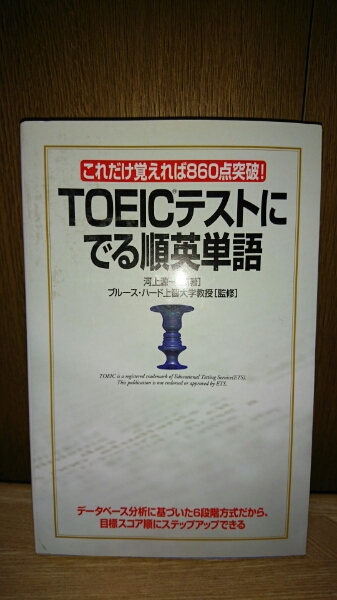 これだけ覚えれば860点突破!
TOEIC®テストに
でる順英単語
河上源一[著]
ブルース・ハード上智大学教授[監修]
TOEIC is a registered trademark of Educational Testing Service(ETS).
This publication is not endorsed or approved by ETS.
データベース分析に基づいた6段階方式だから、
目標スコア順にステップアップできる